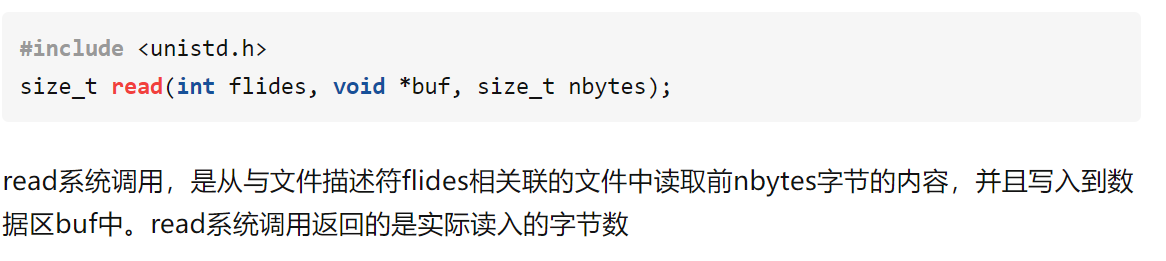 #include <unistd.h>
size_t read(int flides, void *buf, size_t nbytes);
read系统调用，是从与文件描述符flides相关联的文件中读取前nbytes字节的内容，并且写入到数
据区buf中。read系统调用返回的是实际读入的字节数